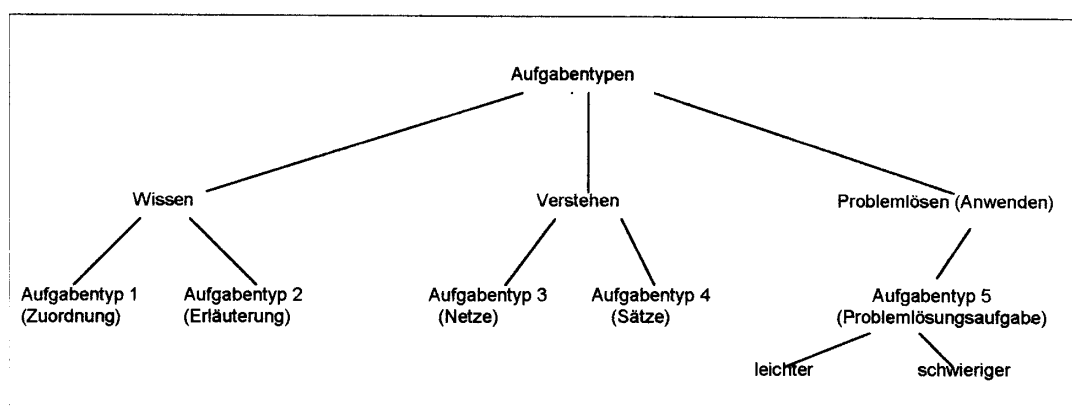 Aufgabentypen
Wissen
Verstehen
Problemlösen (Anwenden)
Aufgabentyp 1
(Zuordnung)
Aufgabentyp 2
(Erläuterung)
Aufgabentyp 3
(Netze)
Aufgabentyp 4
(Sätze)
Aufgabentyp 5
(Problemlösungsaufgabe)
leichter
schwieriger